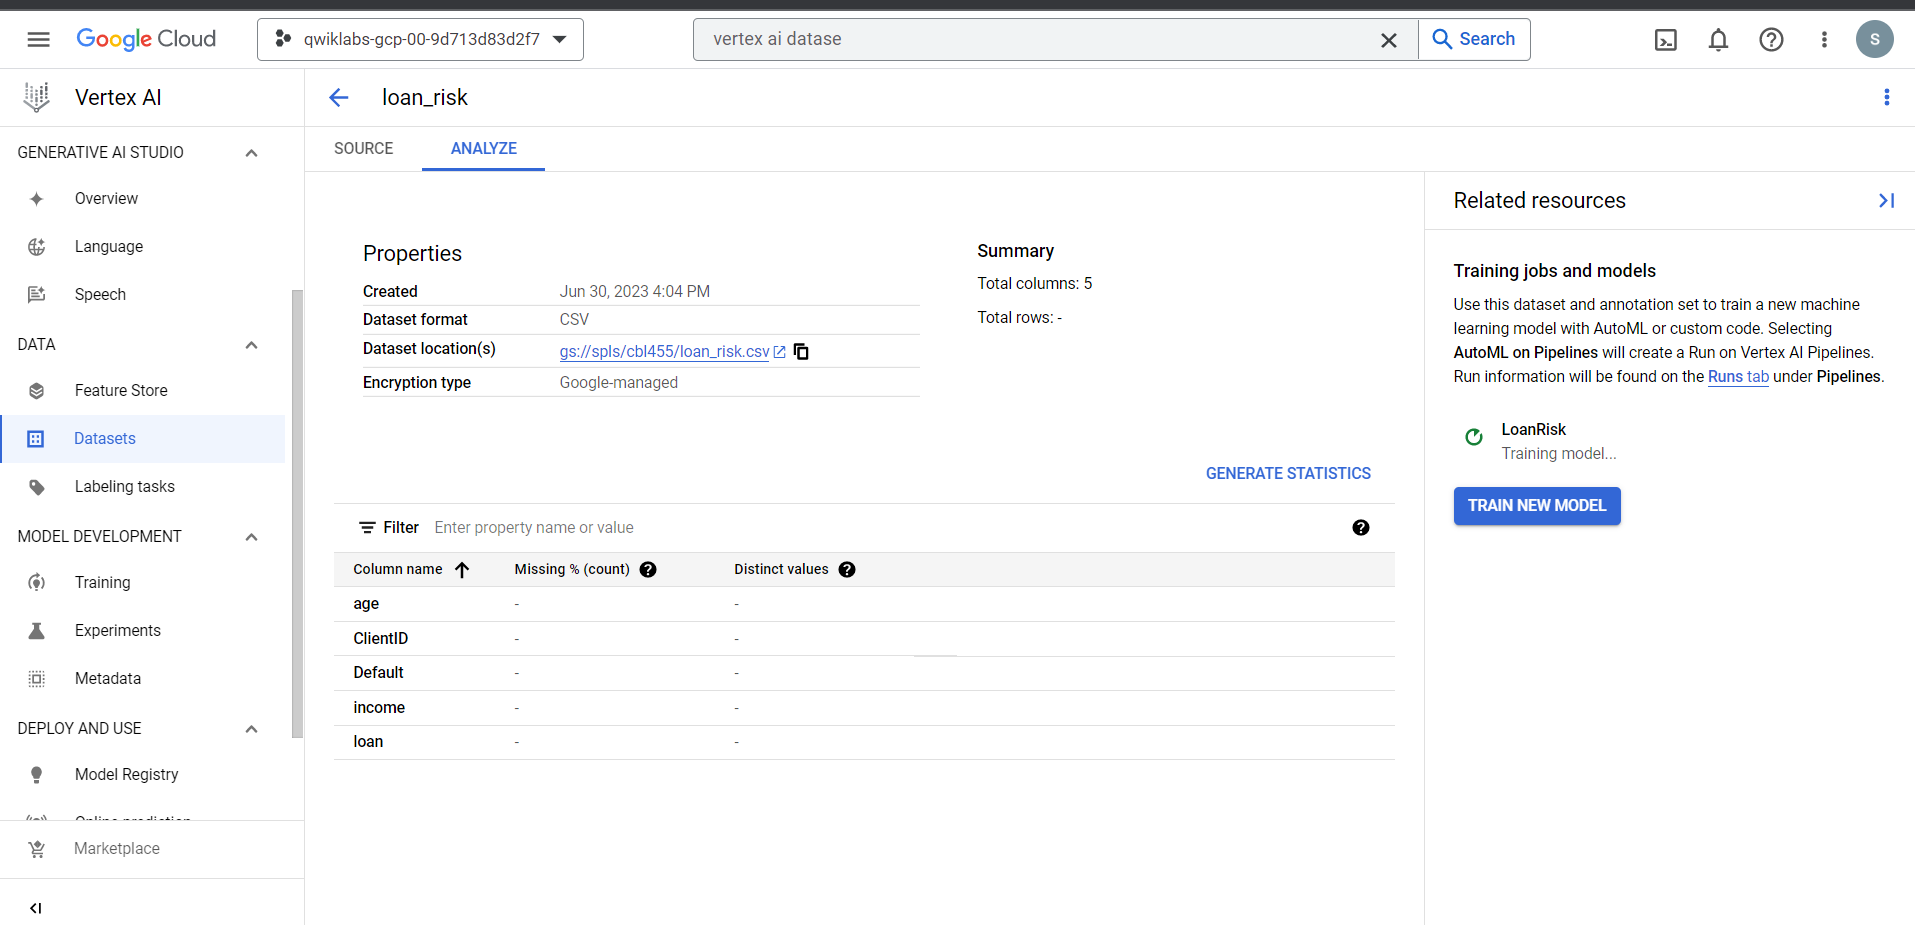 Google Cloud
qwiklabs-gcp-00-9d713d83d2f7
vertex ai datase
Search
S
Vertex AI
loan_risk
GENERATIVE AI STUDIO
Overview
Language
Speech
DATA
Feature Store
Datasets
Labeling tasks
MODEL DEVELOPMENT
Training
Experiments
Metadata
DEPLOY AND USE
Model Registry
Online prediction
Marketplace
SOURCE
ANALYZE
Properties
Created Jun 30, 2023 4:04 PM
Dataset format CSV
Dataset location(s) gs://spls/cbl455/loan_risk.csv
Encryption type Google-managed
Summary
Total columns: 5
Total rows: -
GENERATE STATISTICS
Filter Enter property name or value
Column name Missing % (count) Distinct values
age - -
ClientID - -
Default - -
income - -
loan - -
Related resources
Training jobs and models
Use this dataset and annotation set to train a new machine
learning model with AutoML or custom code. Selecting
AutoML on Pipelines will create a Run on Vertex AI Pipelines.
Run information will be found on the Runs tab under Pipelines.
LoanRisk
Training model...
TRAIN NEW MODEL